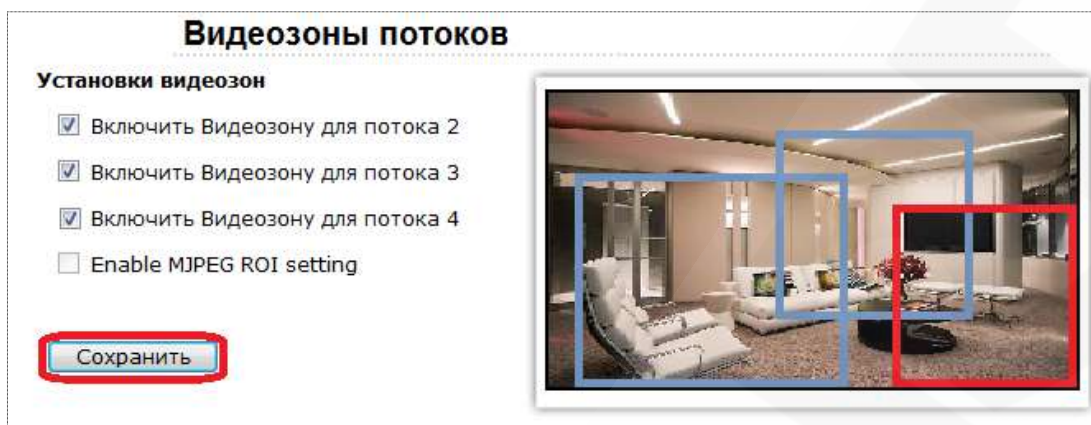 Видеозоны потоков
Установки видеозон
Включить Видеозону для потока 2
Включить Видеозону для потока 3
Включить Видеозону для потока 4
Enable MJPEG ROI setting
Сохранить